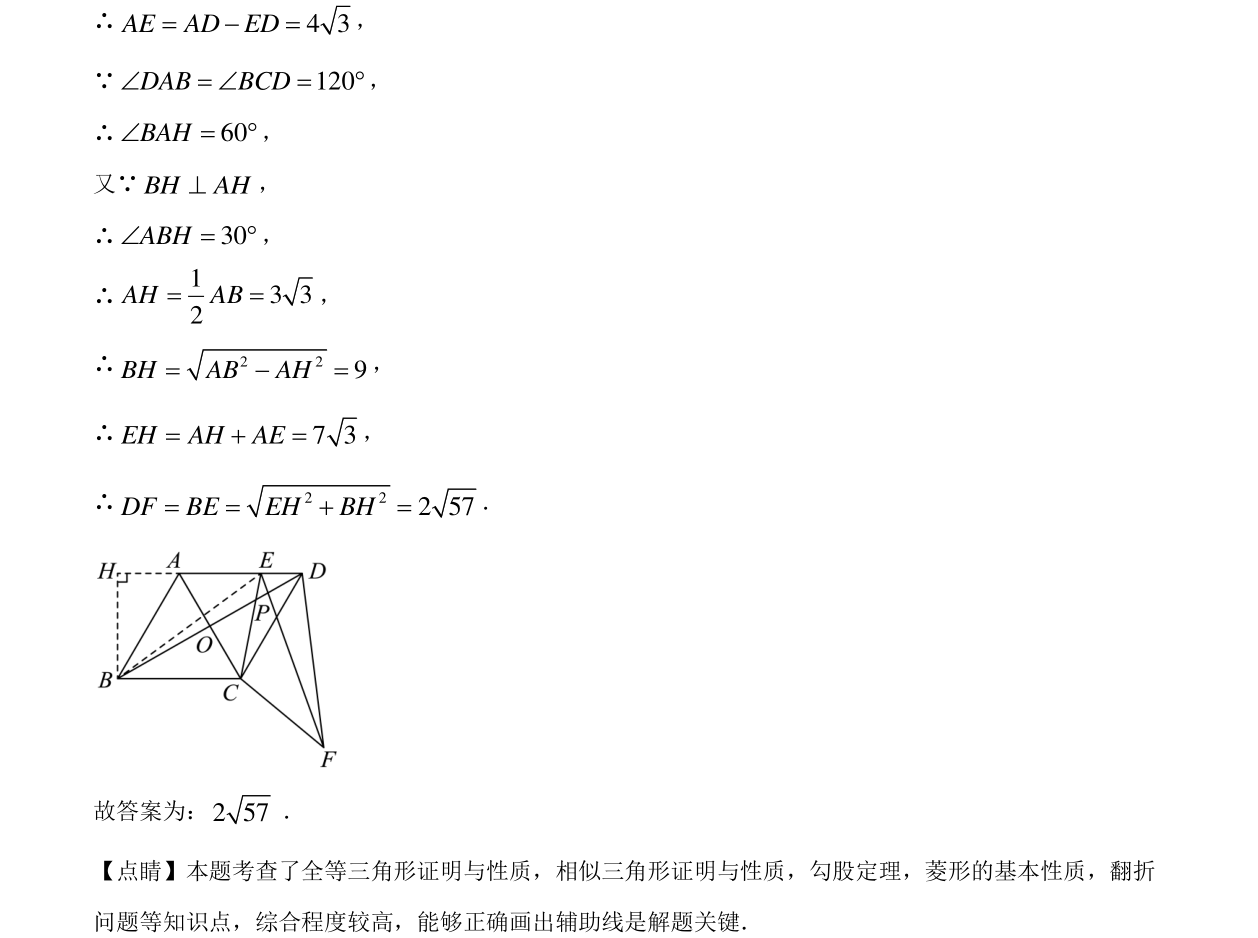 ∴ AE = AD − ED = 4√3，
∵ ∠DAB = ∠BCD = 120°，
∴ ∠BAH = 60°，
又∵ BH ⊥ AH，
∴ ∠ABH = 30°，
∴ AH = 1/2 AB = 3√3，
∴ BH = √(AB² − AH²) = 9，
∴ EH = AH + AE = 7√3，
∴ DF = BE = √(EH² + BH²) = 2√57．
H A E D
P
O
B C
F
故答案为：2√57．
【点睛】本题考查了全等三角形证明与性质，相似三角形证明与性质，勾股定理，菱形的基本性质，翻折
问题等知识点，综合程度较高，能够正确画出辅助线是解题关键．